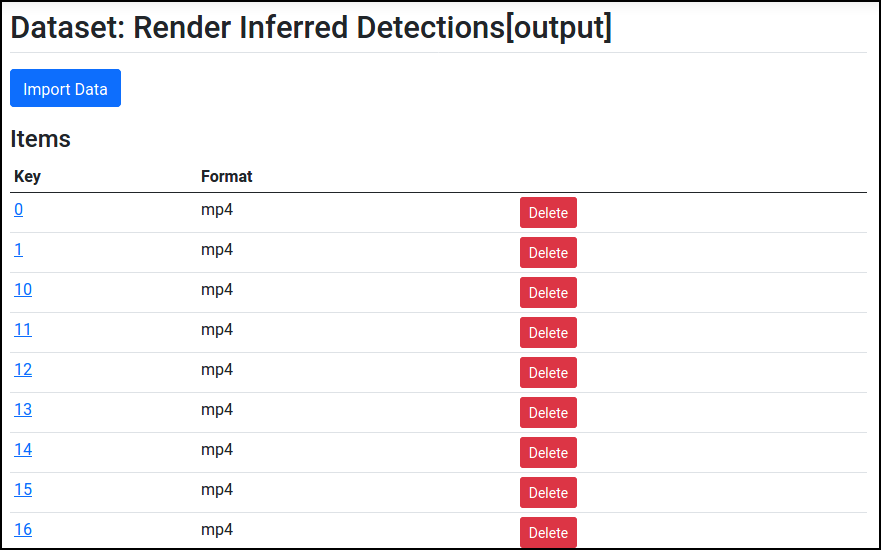 Dataset: Render Inferred Detections[output]
Import Data
Items
Key Format
0 mp4 Delete
1 mp4 Delete
10 mp4 Delete
11 mp4 Delete
12 mp4 Delete
13 mp4 Delete
14 mp4 Delete
15 mp4 Delete
16 mp4 Delete